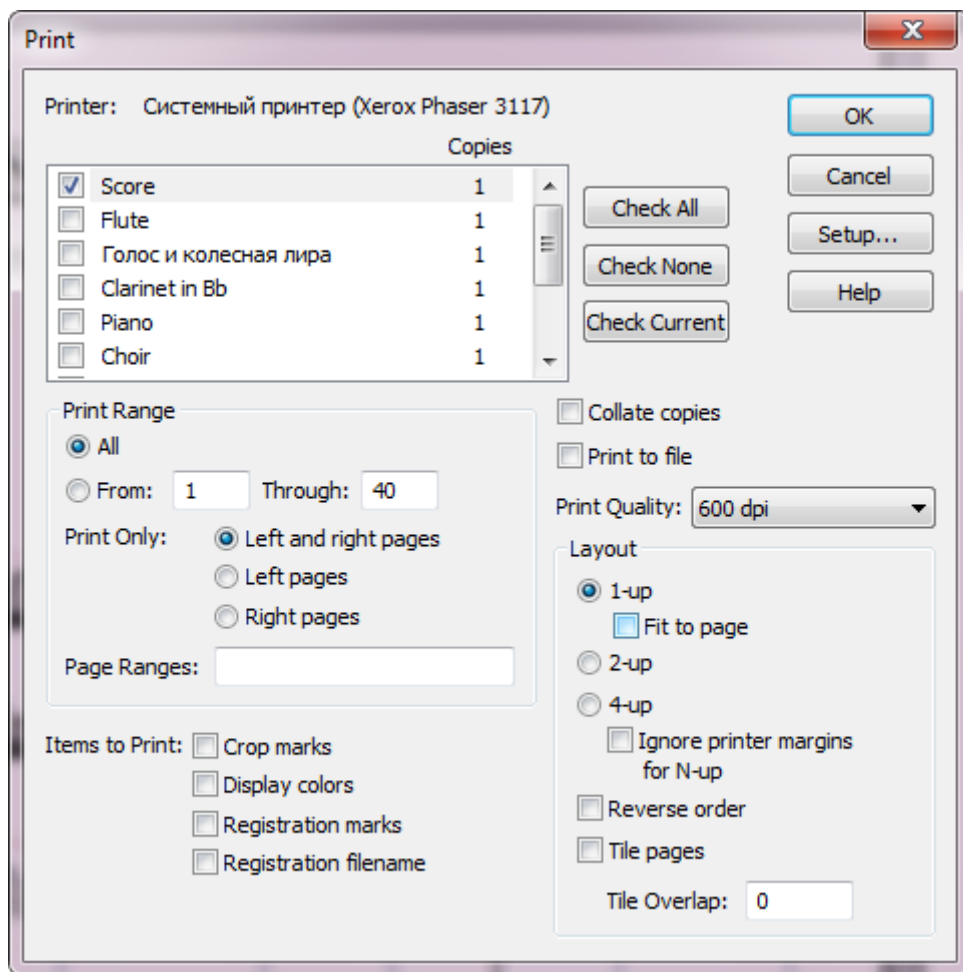 Print
Printer: Системный принтер (Xerox Phaser 3117)
OK
Copies
Score 1
Cancel
Flute 1
Check All
Setup...
Голос и колесная лира 1
Check None
Clarinet in Bb 1
Help
Piano 1
Check Current
Choir 1
Print Range
Collate copies
All
Print to file
From: 1 Through: 40
Print Quality: 600 dpi
Print Only: Left and right pages
Layout
Left pages
1-up
Right pages
Fit to page
Page Ranges:
2-up
4-up
Items to Print: Crop marks
Ignore printer margins
for N-up
Display colors
Reverse order
Registration marks
Tile pages
Registration filename
Tile Overlap: 0